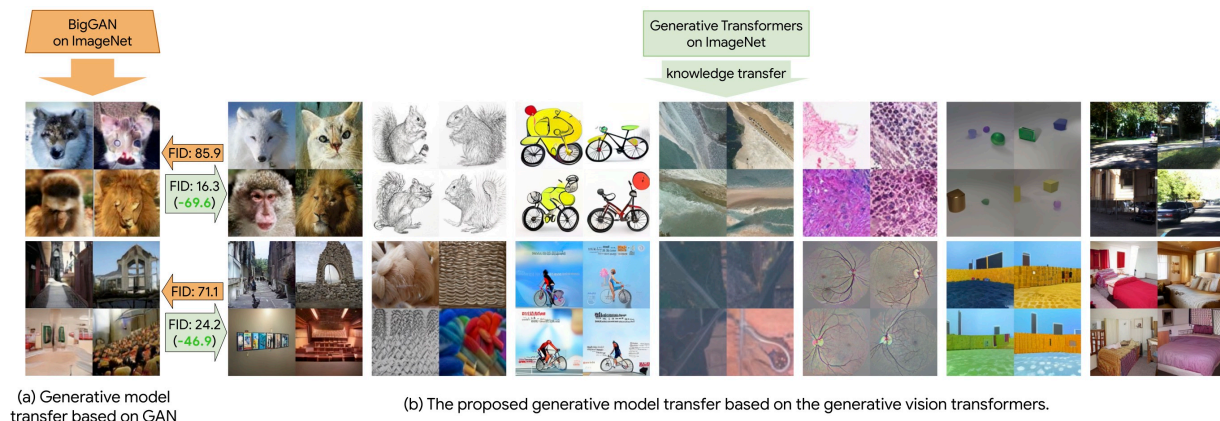 BigGAN
on ImageNet
Generative Transformers
on ImageNet
knowledge transfer
FID: 85.9
FID: 16.3
(-69.6)
FID: 71.1
FID: 24.2
(-46.9)
(a) Generative model
transfer based on GAN
(b) The proposed generative model transfer based on the generative vision transformers.